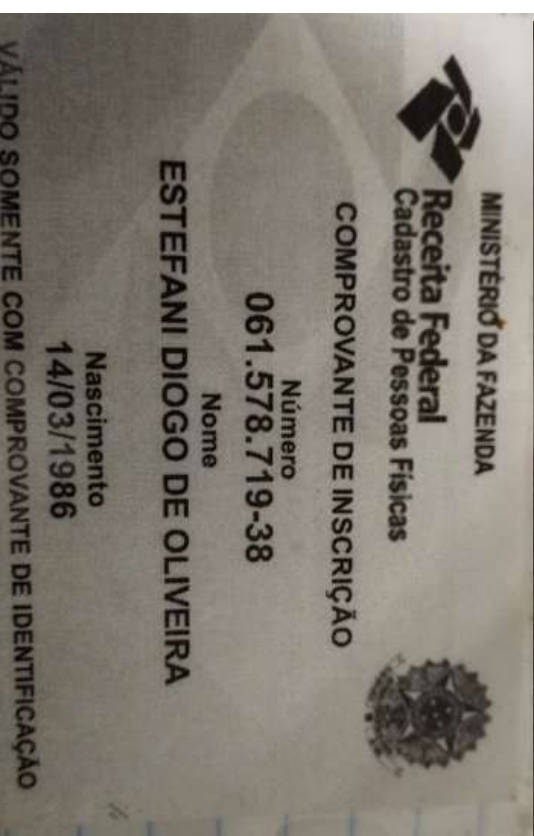 MINISTÉRIO DA FAZENDA
Receita Federal
Cadastro de Pessoas Físicas
COMPROVANTE DE INSCRIÇÃO
Número
061.578.719-38
Nome
ESTEFANI DIOGO DE OLIVEIRA
Nascimento
14/03/1986
VÁLIDO SOMENTE COM COMPROVANTE DE IDENTIFICAÇÃO